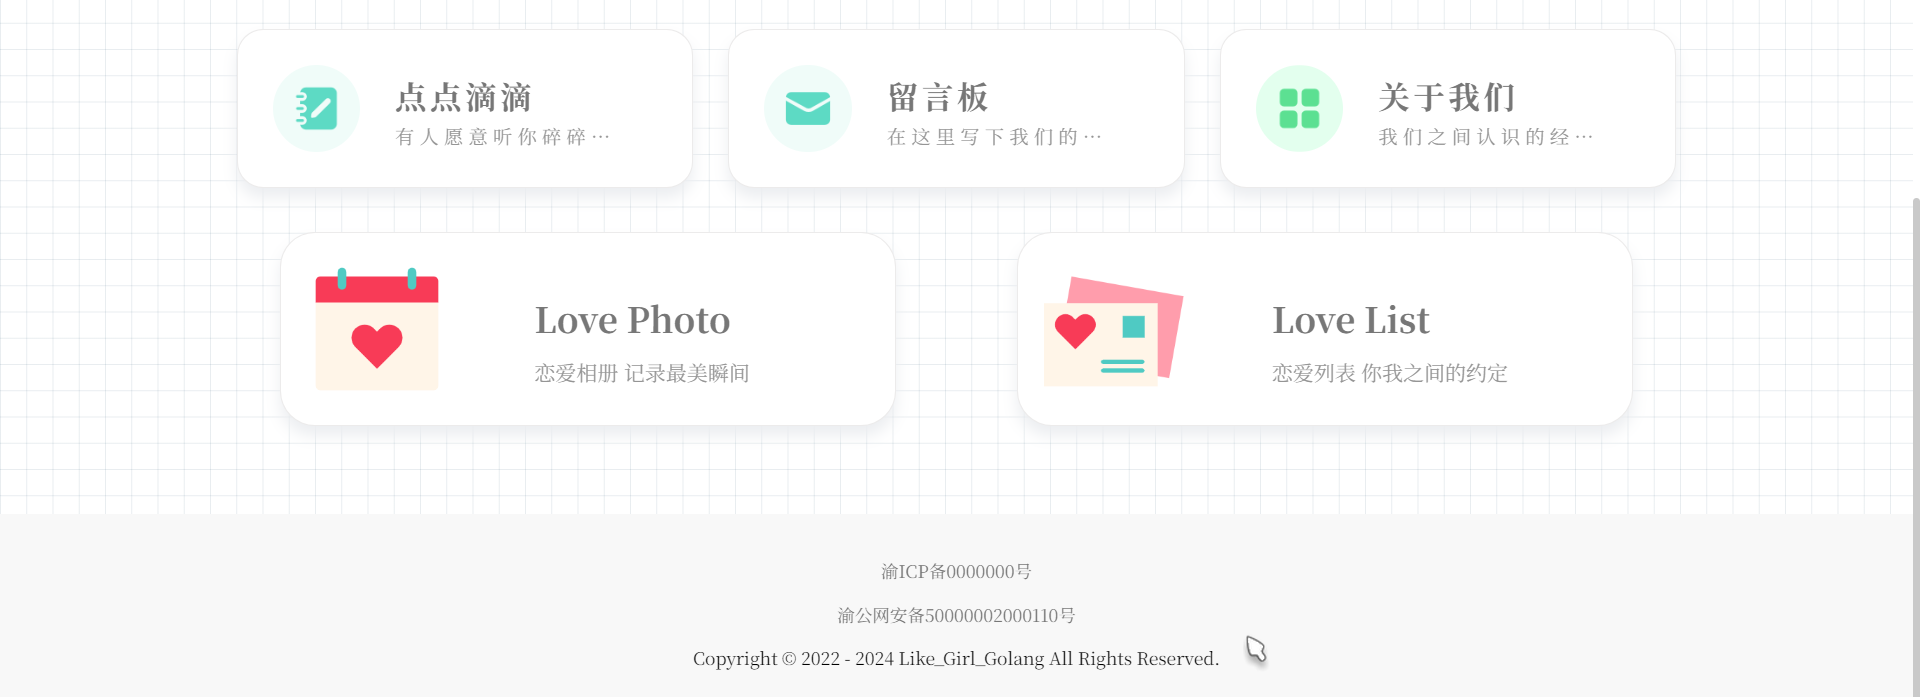 点点滴滴
有人愿意听你碎碎…
留言板
在这里写下我们的…
关于我们
我们之间认识的经…
Love Photo
恋爱相册 记录最美瞬间
Love List
恋爱列表 你我之间的约定
渝ICP备0000000号
渝公网安备50000002000110号
Copyright © 2022 - 2024 Like_Girl_Golang All Rights Reserved.